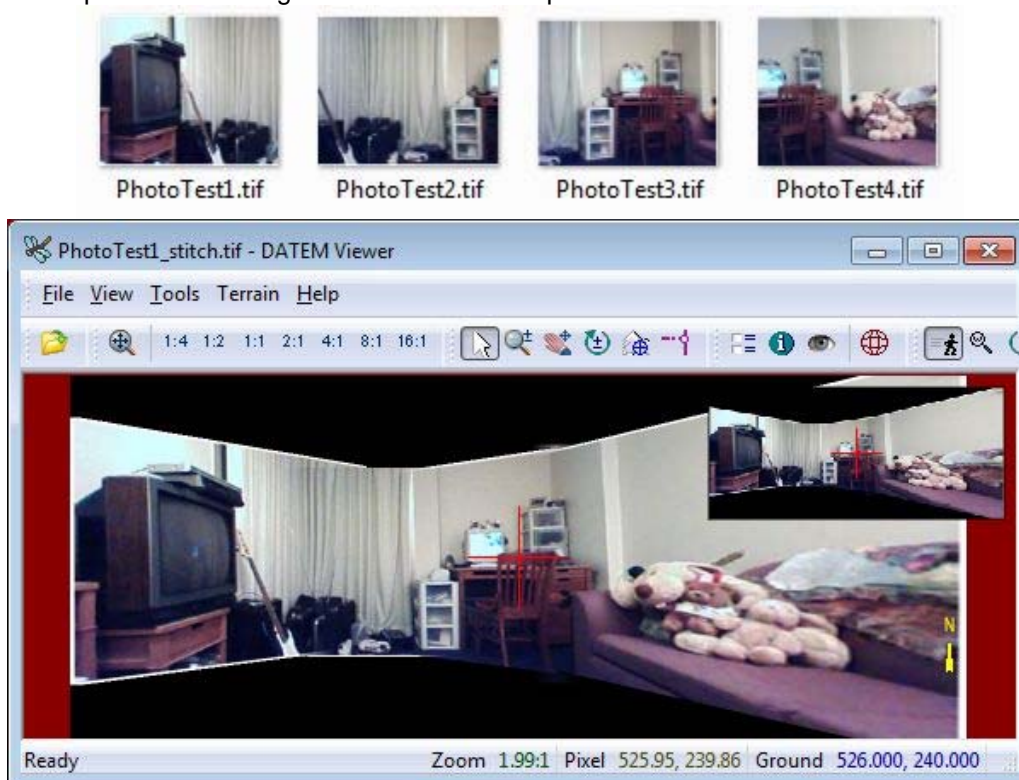 PhotoTest1.tif PhotoTest2.tif PhotoTest3.tif PhotoTest4.tif
PhotoTest1_stitch.tif - DATEM Viewer
File View Tools Terrain Help
1:4 1:2 1:1 2:1 4:1 8:1 16:1
N
Ready Zoom 1.99:1 Pixel 525.95, 239.86 Ground 526.000, 240.000